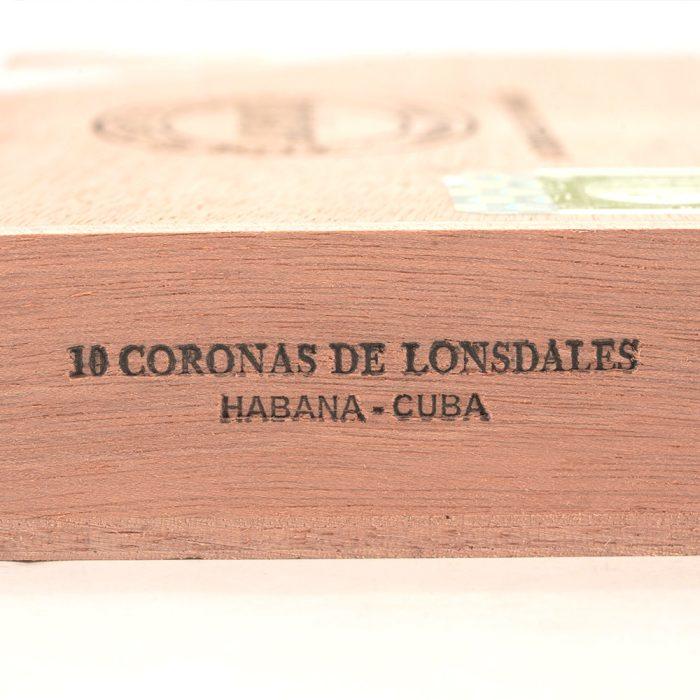 10 CORONAS DE LONSDALES
HABANA - CUBA